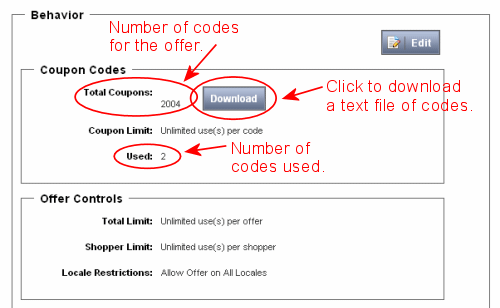 Behavior
Number of codes
for the offer.
Edit
Coupon Codes
Total Coupons:
2004
Download
Click to download
a text file of codes.
Coupon Limit: Unlimited use(s) per code
Used: 2
Number of
codes used.
Offer Controls
Total Limit: Unlimited use(s) per offer
Shopper Limit: Unlimited use(s) per shopper
Locale Restrictions: Allow Offer on All Locales